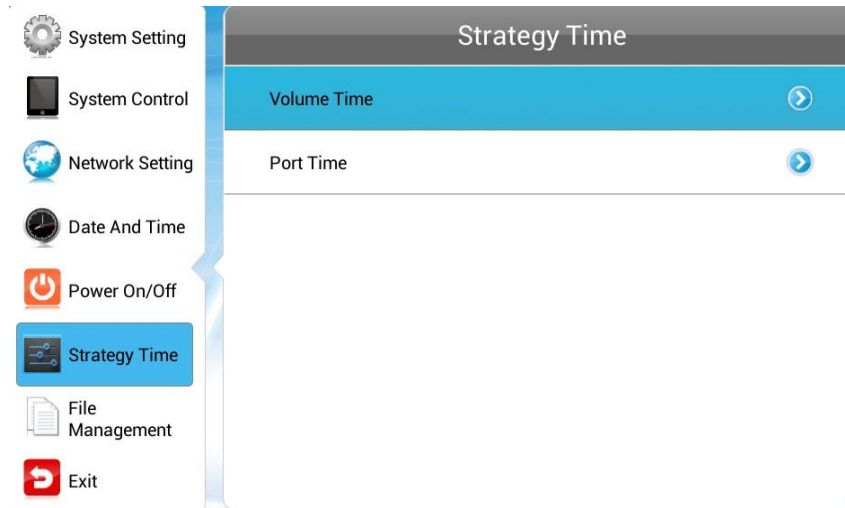 System Setting
System Control
Network Setting
Date And Time
Power On/Off
Strategy Time
File
Management
Exit
Strategy Time
Volume Time
Port Time